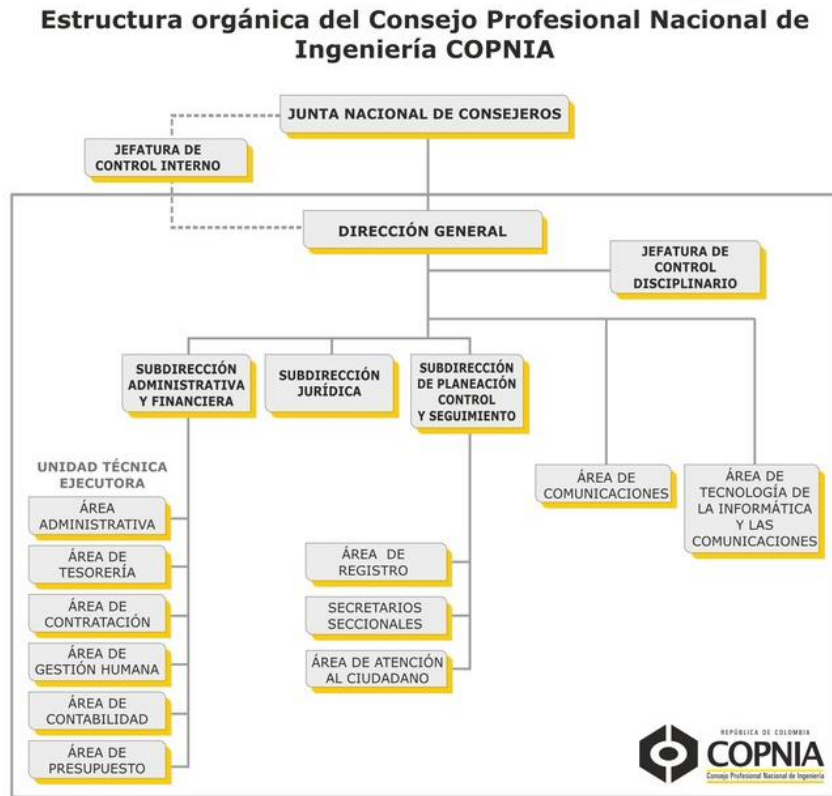 Estructura orgánica del Consejo Profesional Nacional de
Ingeniería COPNIA
JUNTA NACIONAL DE CONSEJEROS
JEFATURA DE
CONTROL INTERNO
DIRECCIÓN GENERAL
JEFATURA DE
CONTROL
DISCIPLINARIO
SUBDIRECCIÓN
ADMINISTRATIVA
Y FINANCIERA
SUBDIRECCIÓN
JURÍDICA
SUBDIRECCIÓN
DE PLANEACIÓN
CONTROL
Y SEGUIMIENTO
UNIDAD TÉCNICA
EJECUTORA
ÁREA
ADMINISTRATIVA
ÁREA DE
TESORERÍA
ÁREA DE
CONTRATACIÓN
ÁREA DE
GESTIÓN HUMANA
ÁREA DE
CONTABILIDAD
ÁREA DE
PRESUPUESTO
ÁREA DE
REGISTRO
SECRETARIOS
SECCIONALES
ÁREA DE ATENCIÓN
AL CIUDADANO
ÁREA DE
COMUNICACIONES
ÁREA DE
TECNOLOGÍA DE
LA INFORMÁTICA
Y LAS
COMUNICACIONES
REPÚBLICA DE COLOMBIA
COPNIA
Consejo Profesional Nacional de Ingeniería